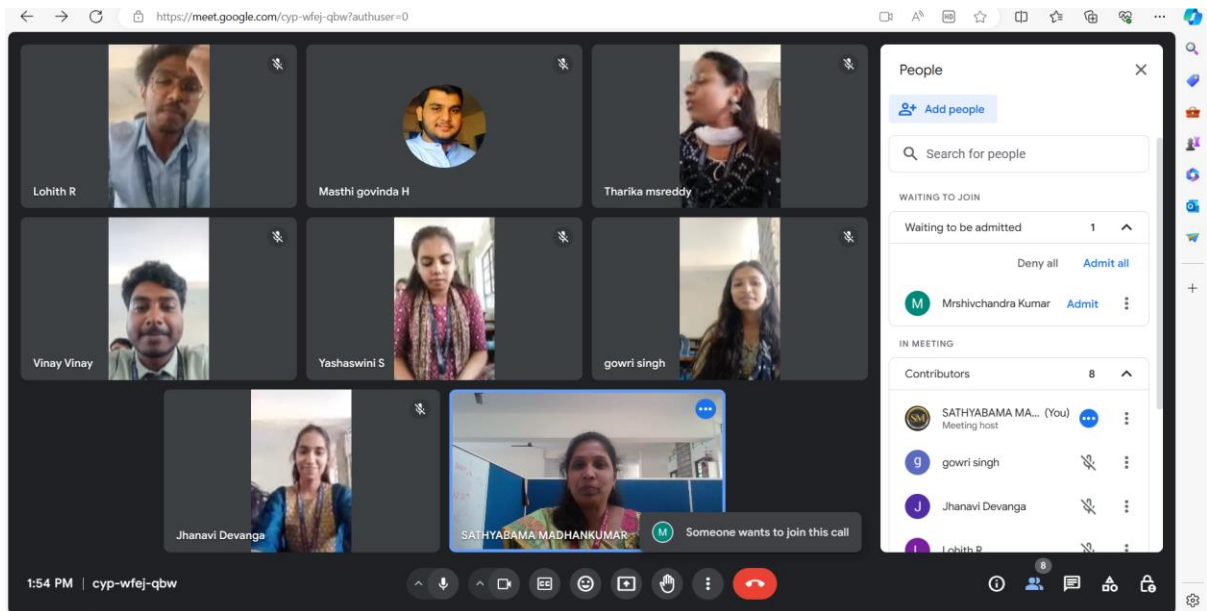 https://meet.google.com/cyp-wfej-qbw?authuser=0
Lohith R
Masthi govinda H
Tharika msreddy
Vinay Vinay
Yashaswini S
gowri singh
Jhanavi Devanga
SATHYABAMA MADHANKUMAR
M Someone wants to join this call
People
Add people
Search for people
WAITING TO JOIN
Waiting to be admitted 1
Deny all Admit all
M Mrshivchandra Kumar Admit
IN MEETING
Contributors 8
SM SATHYABAMA MA... (You)
Meeting host
g gowri singh
J Jhanavi Devanga
L Lohith R
1:54 PM | cyp-wfej-qbw
CC
8